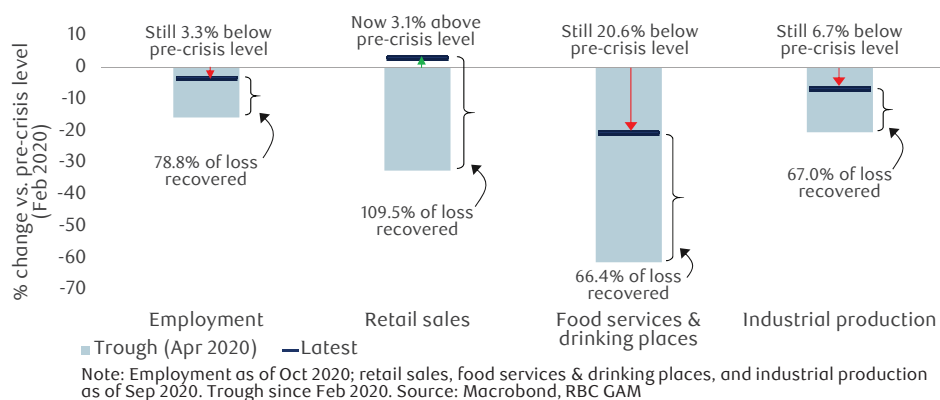 % change vs. pre-crisis level
(Feb 2020)
10
0
-10
-20
-30
-40
-50
-60
-70
Still 3.3% below
pre-crisis level
78.8% of loss
recovered
Now 3.1% above
pre-crisis level
109.5% of loss
recovered
Still 20.6% below
pre-crisis level
66.4% of loss
recovered
Still 6.7% below
pre-crisis level
67.0% of loss
recovered
Employment
Retail sales
Food services &
drinking places
Industrial production
Trough (Apr 2020)
Latest
Note: Employment as of Oct 2020; retail sales, food services & drinking places, and industrial production
as of Sep 2020. Trough since Feb 2020. Source: Macrobond, RBC GAM